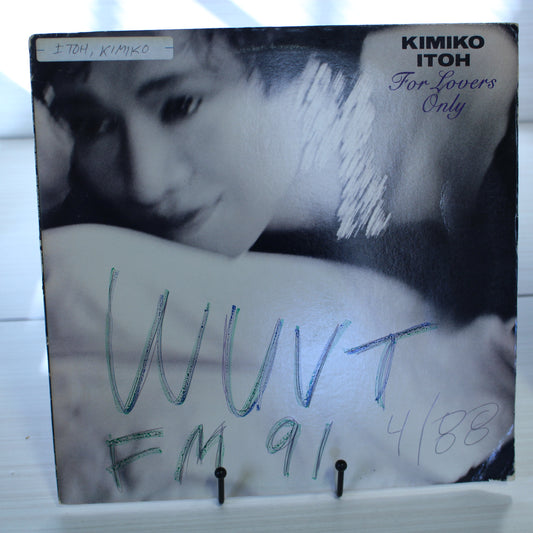 ITOH, KIMIKO
KIMIKO
ITOH
For Lovers
Only
WUVT
FM 91
4/88